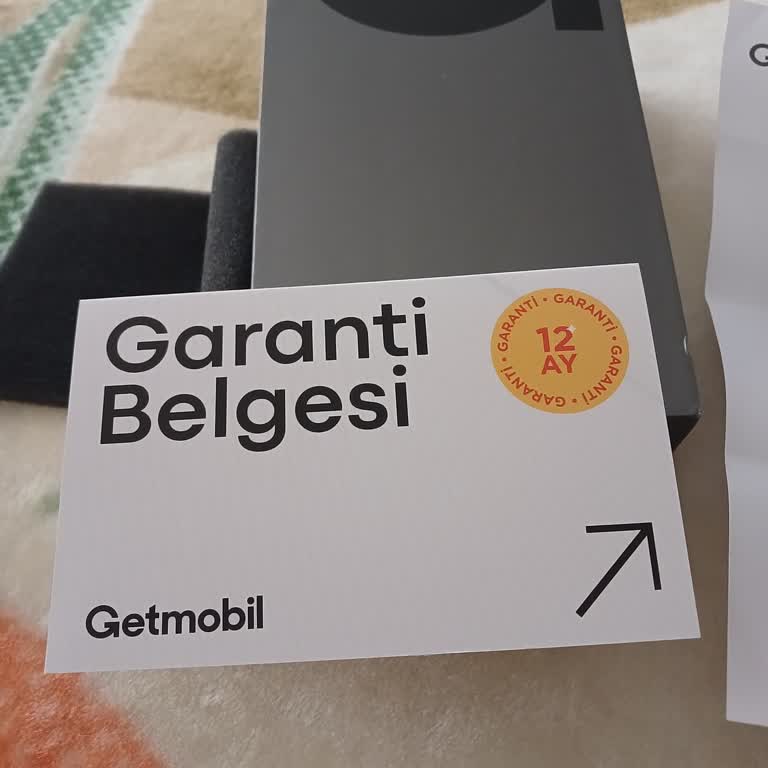 Garanti
Belgesi
GARANTİ • GARANTİ • GARANTİ • GARANTİ •
12
AY
Getmobil
G